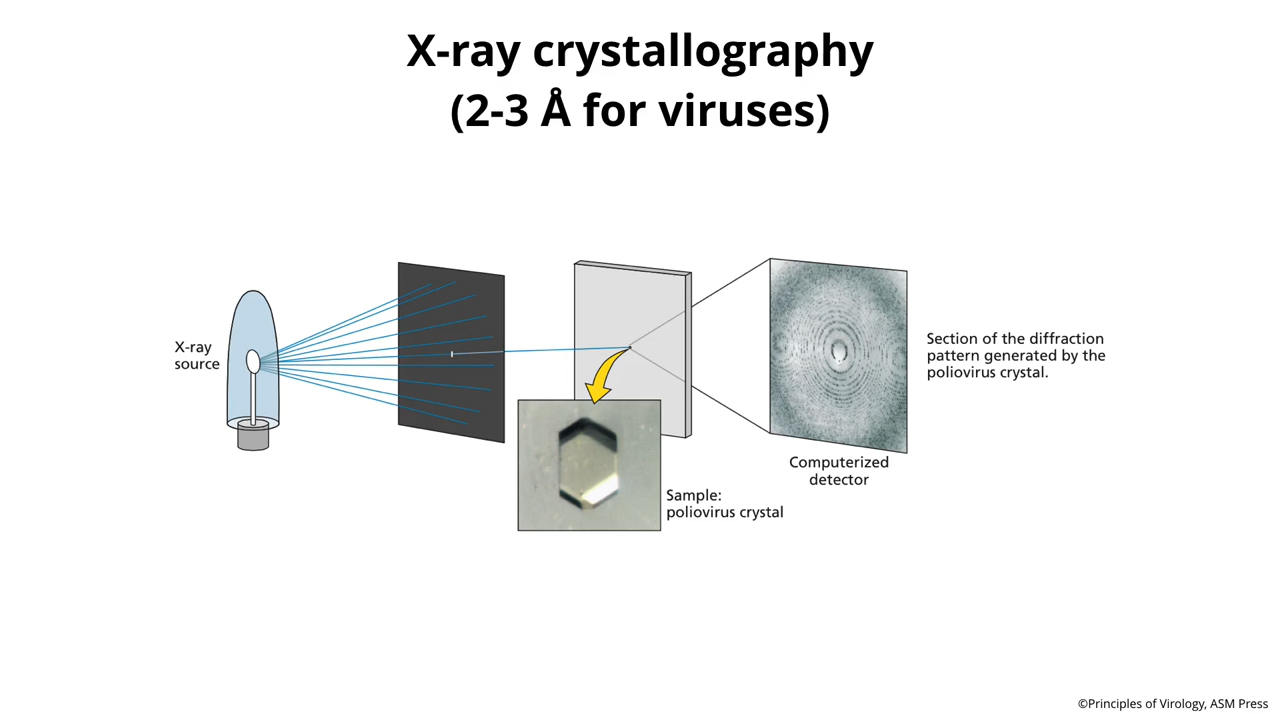 X-ray crystallography
(2-3 Å for viruses)
X-ray
source
Section of the diffraction
pattern generated by the
poliovirus crystal.
Computerized
detector
Sample:
poliovirus crystal
©Principles of Virology, ASM Press